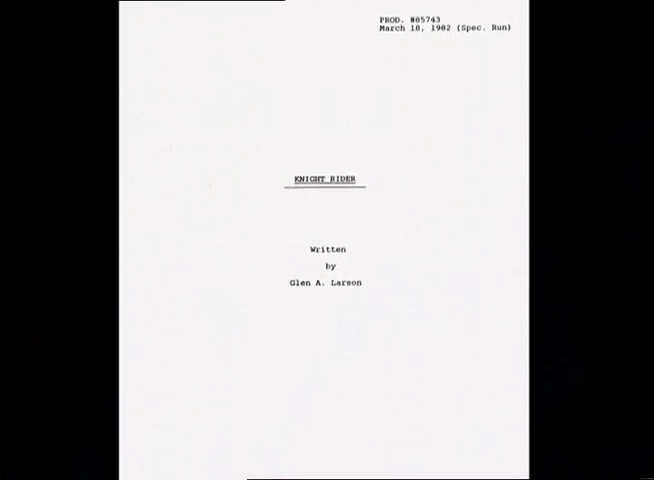 PROD. #05743
March 18, 1982 (Spec. Run)
KNIGHT RIDER
Written
by
Glen A. Larson